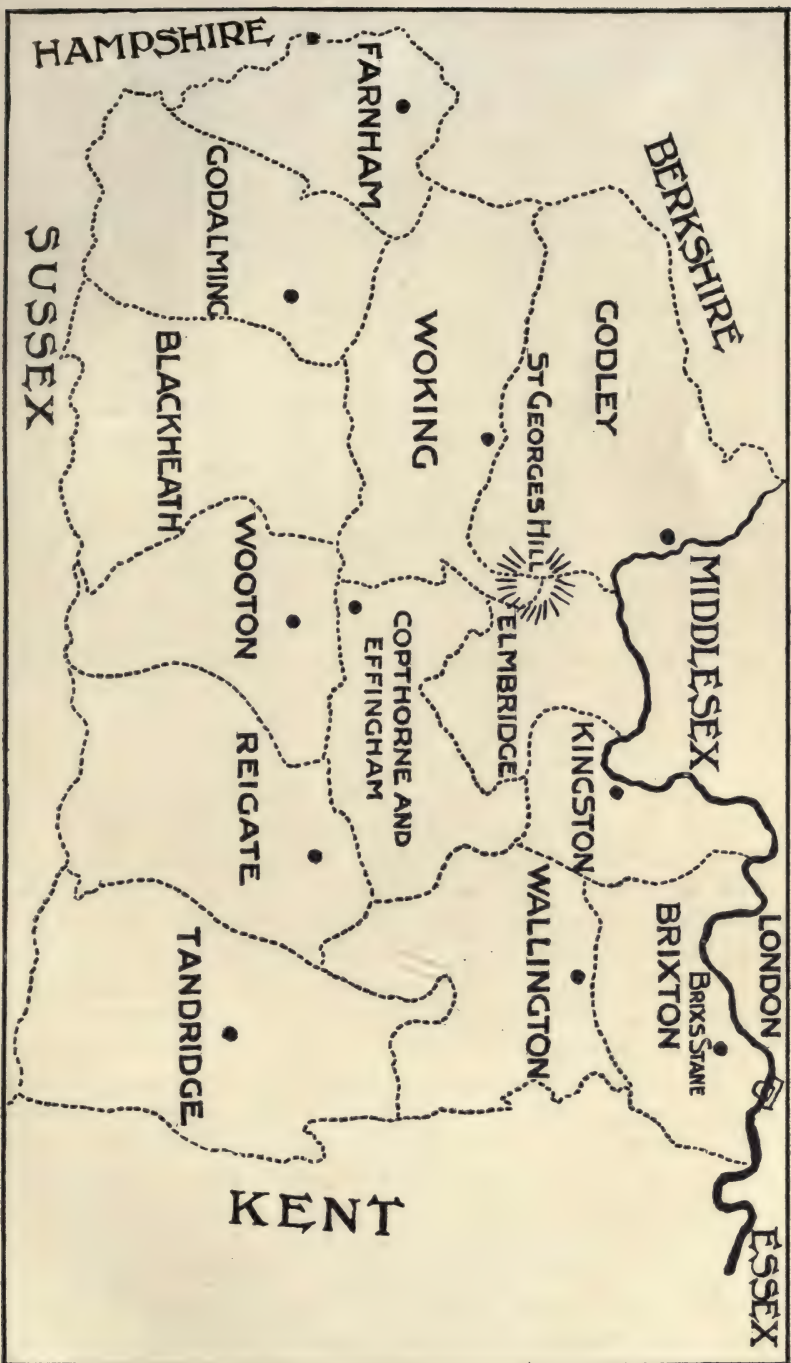 HAMPSHIRE
BERKSHIRE
MIDDLESEX
LONDON
ESSEX
FARNHAM
GODLEY
ST GEORGES HILL
WOKING
GODALMING
BLACKHEATH
ELMBRIDGE
KINGSTON
BRIXTON
BRIXS STANE
WALLINGTON
COPTHORNE AND
EFFINGHAM
WOOTON
REIGATE
TANDRIDGE
SUSSEX
KENT